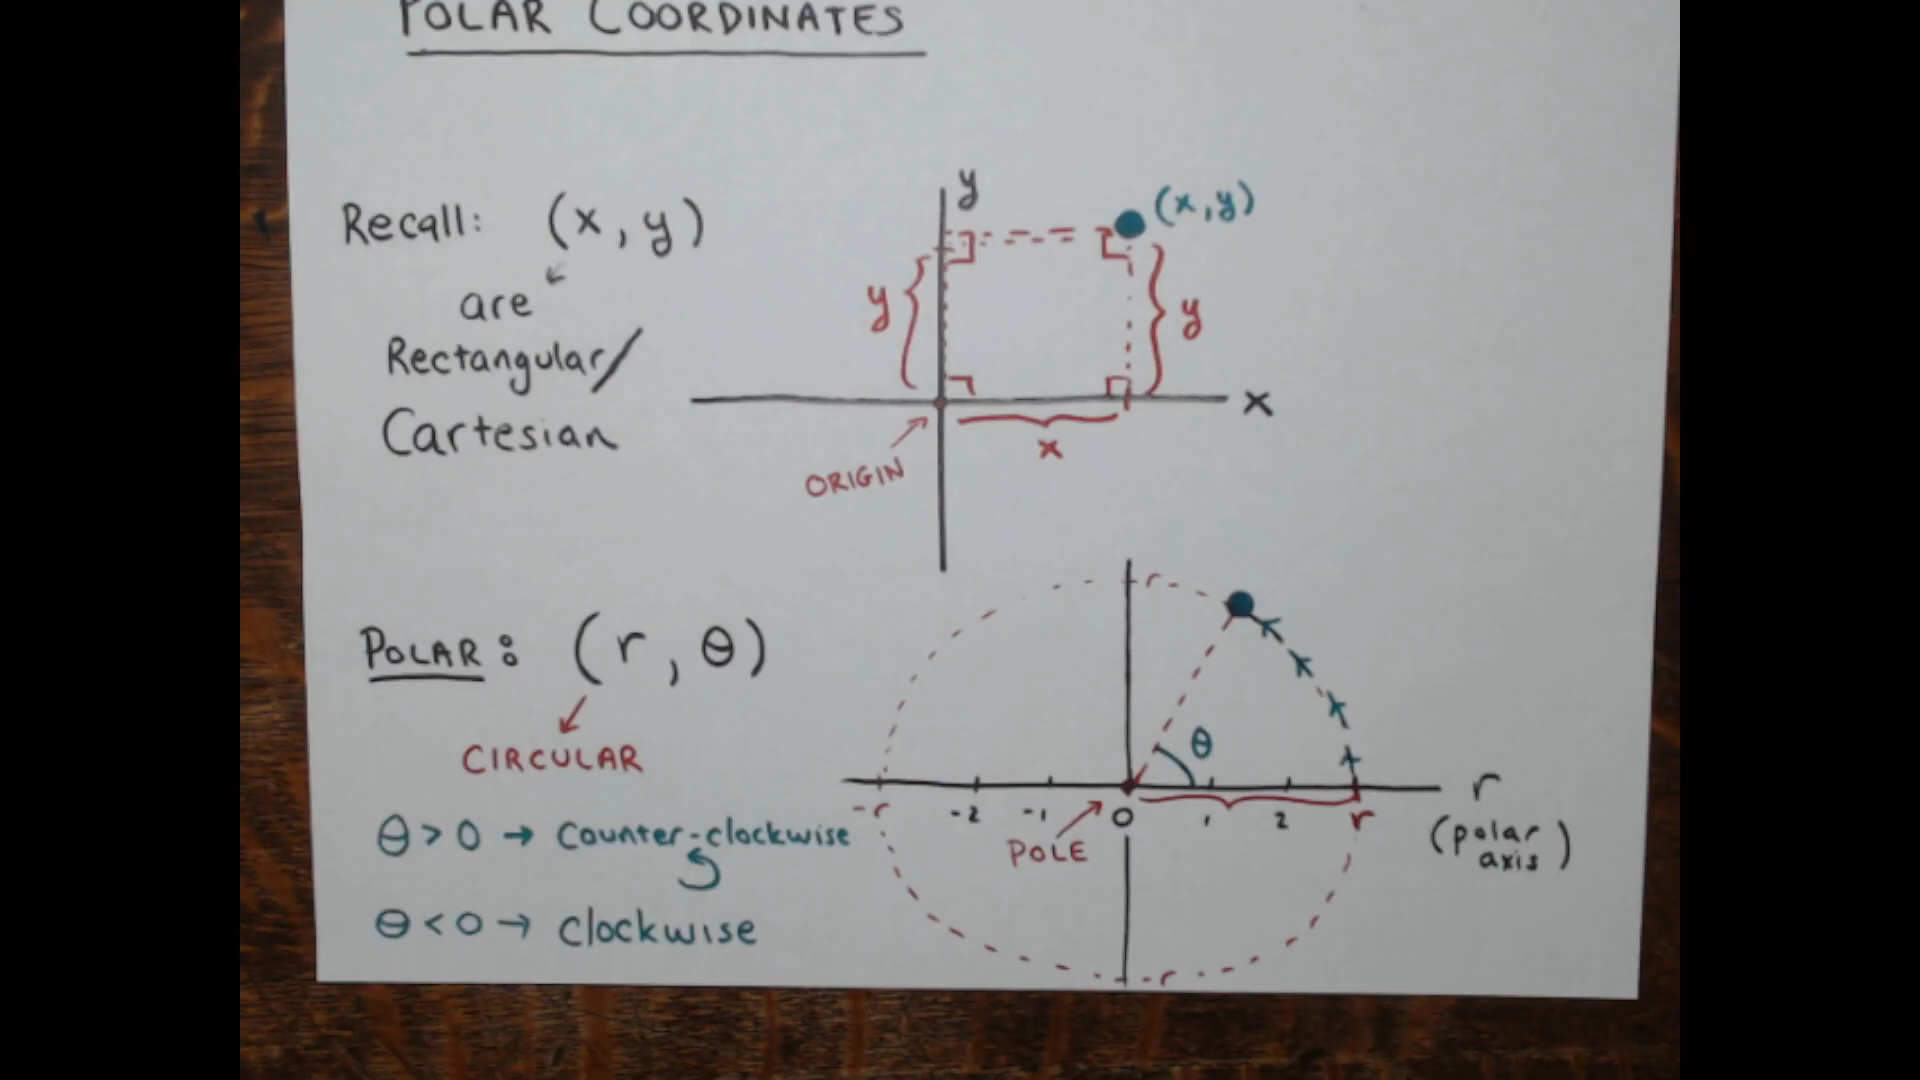 POLAR COORDINATES
Recall: (x, y)
are
Rectangular/
Cartesian
y
(x,y)
y
y
x
x
ORIGIN
POLAR: (r, θ)
CIRCULAR
θ > 0 → counter-clockwise
θ < 0 → clockwise
r
θ
-r -2 -1 0 1 2 r
r
(polar axis)
POLE
-r